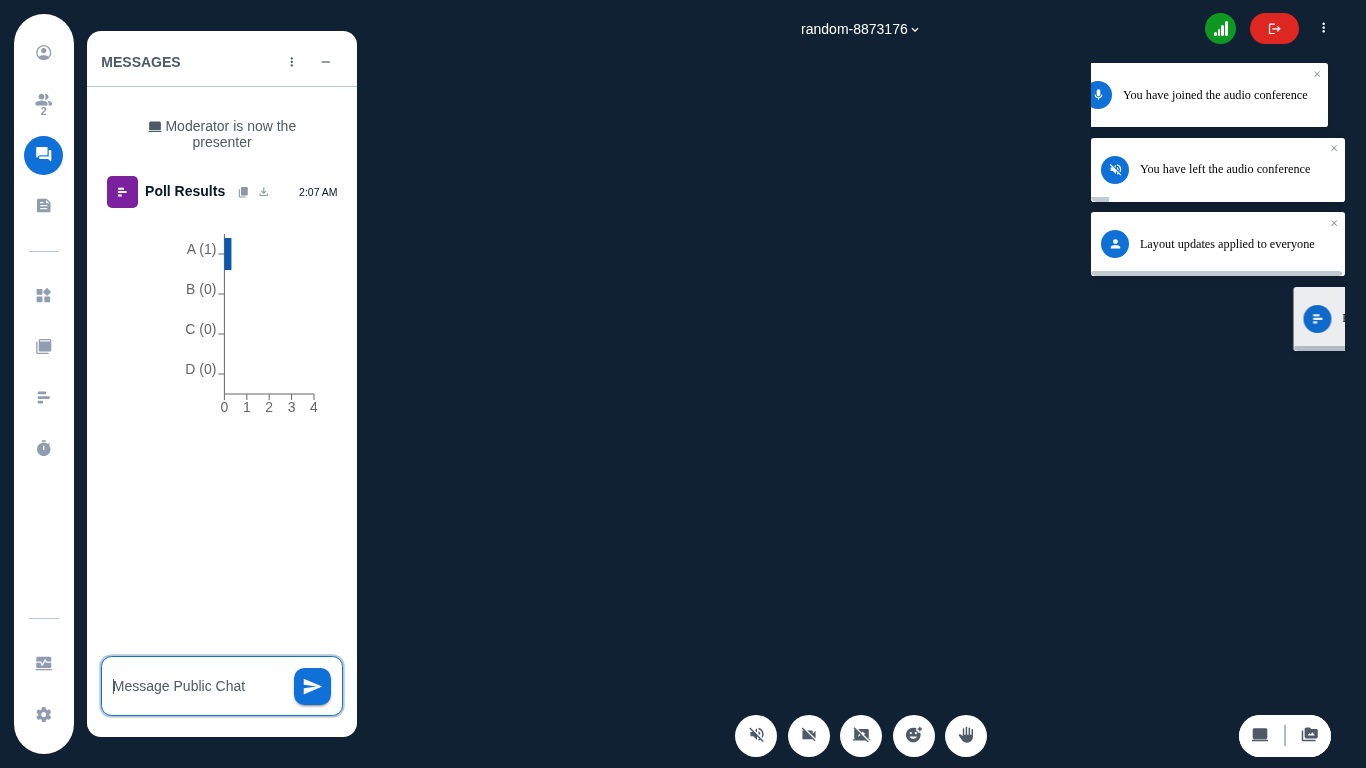 random-8873176
2
MESSAGES
Moderator is now the
presenter
Poll Results
2:07 AM
A (1)
B (0)
C (0)
D (0)
0 1 2 3 4
Message Public Chat
You have joined the audio conference
You have left the audio conference
Layout updates applied to everyone